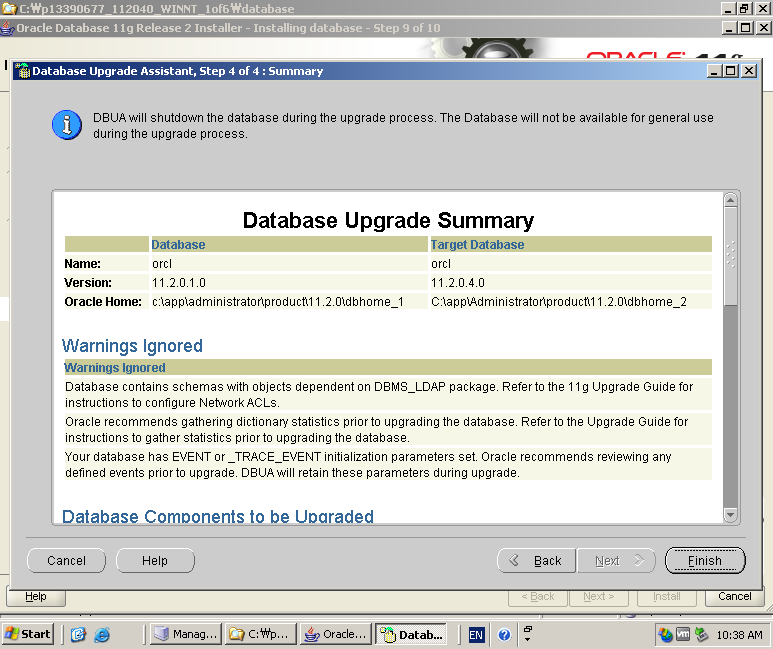 C:₩p13390677_112040_WINNT_1of6₩database
Oracle Database 11g Release 2 Installer - Installing database - Step 9 of 10
ORACLE 11g
Database Upgrade Assistant, Step 4 of 4 : Summary
DBUA will shutdown the database during the upgrade process. The Database will not be available for general use
during the upgrade process.
Database Upgrade Summary
Database Target Database
Name: orcl orcl
Version: 11.2.0.1.0 11.2.0.4.0
Oracle Home: c:\app\administrator\product\11.2.0\dbhome_1 C:\app\Administrator\product\11.2.0\dbhome_2
Warnings Ignored
Warnings Ignored
Database contains schemas with objects dependent on DBMS_LDAP package. Refer to the 11g Upgrade Guide for
instructions to configure Network ACLs.
Oracle recommends gathering dictionary statistics prior to upgrading the database. Refer to the Upgrade Guide for
instructions to gather statistics prior to upgrading the database.
Your database has EVENT or _TRACE_EVENT initialization parameters set. Oracle recommends reviewing any
defined events prior to upgrade. DBUA will retain these parameters during upgrade.
Database Components to be Upgraded
Cancel Help Back Next Finish
Help < Back Next > Install Cancel
Start Manag... C:₩p... Oracle... Datab... EN 10:38 AM